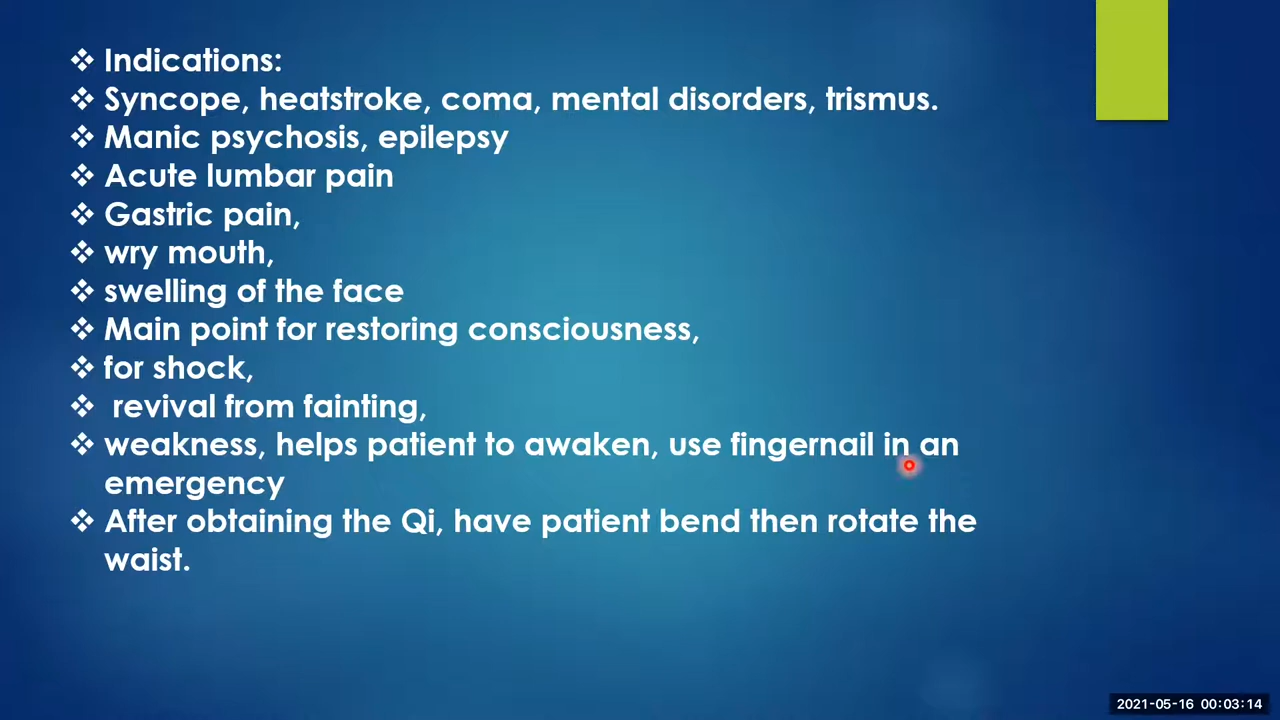 ❖ Indications:
❖ Syncope, heatstroke, coma, mental disorders, trismus.
❖ Manic psychosis, epilepsy
❖ Acute lumbar pain
❖ Gastric pain,
❖ wry mouth,
❖ swelling of the face
❖ Main point for restoring consciousness,
❖ for shock,
❖ revival from fainting,
❖ weakness, helps patient to awaken, use fingernail in an
emergency
❖ After obtaining the Qi, have patient bend then rotate the
waist.
2021-05-16 00:03:14